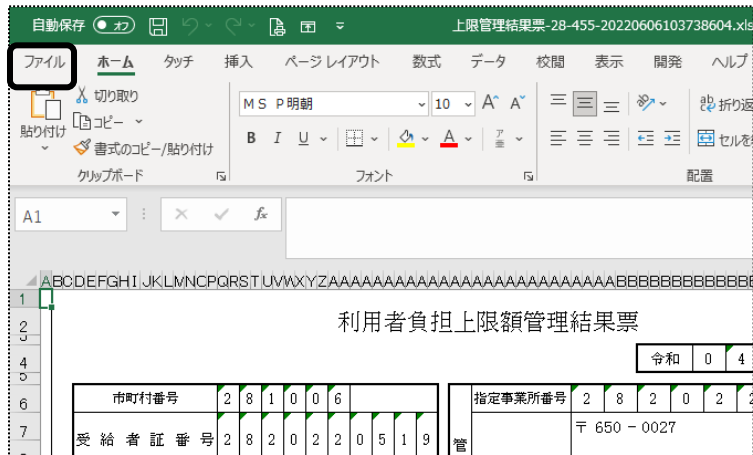 自動保存 オフ 上限管理結果票-28-455-20220606103738604.xls
ファイル ホーム タッチ 挿入 ページ レイアウト 数式 データ 校閲 表示 開発 ヘルプ
切り取り
コピー
書式のコピー/貼り付け
貼り付け
クリップボード
ＭＳ Ｐ明朝 10 A A
B I U A
フォント
ab 折り返
セルを
配置
A1 fx
ABCDEFGHI JKLMNCPQRSTUVWXYZAAAAAAAAAAAAAAAAAAAAAAAAAABBBBBBBBBBBBB
1
2 利用者負担上限額管理結果票
4 令和 0 4
5
6 市町村番号 2 8 1 0 0 6 指定事業所番号 2 8 2 0 2 2
7 受給者証番号 2 8 2 0 2 2 0 5 1 9 管 〒 650 - 0027